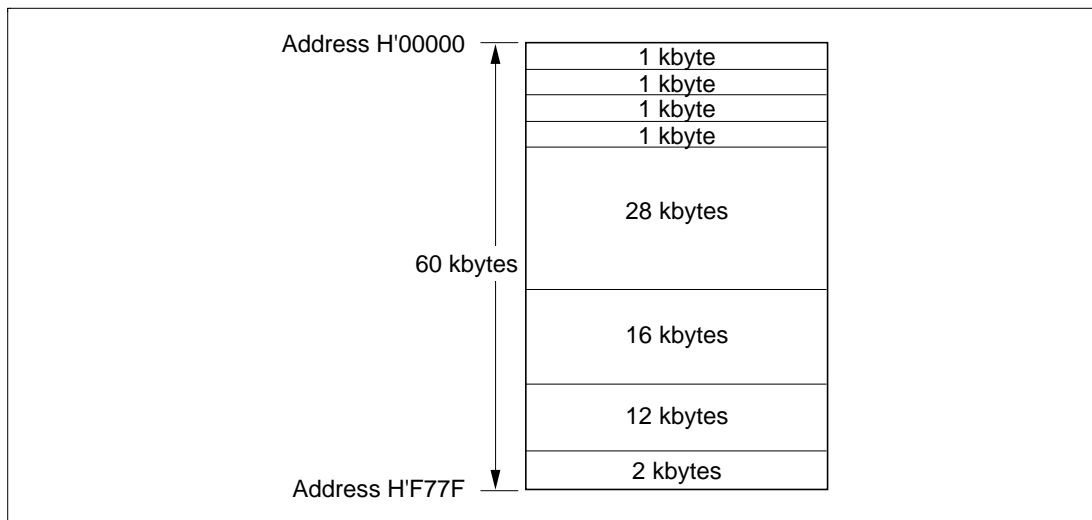 Address H'00000
1 kbyte
1 kbyte
1 kbyte
1 kbyte
28 kbytes
60 kbytes
16 kbytes
12 kbytes
2 kbytes
Address H'F77F